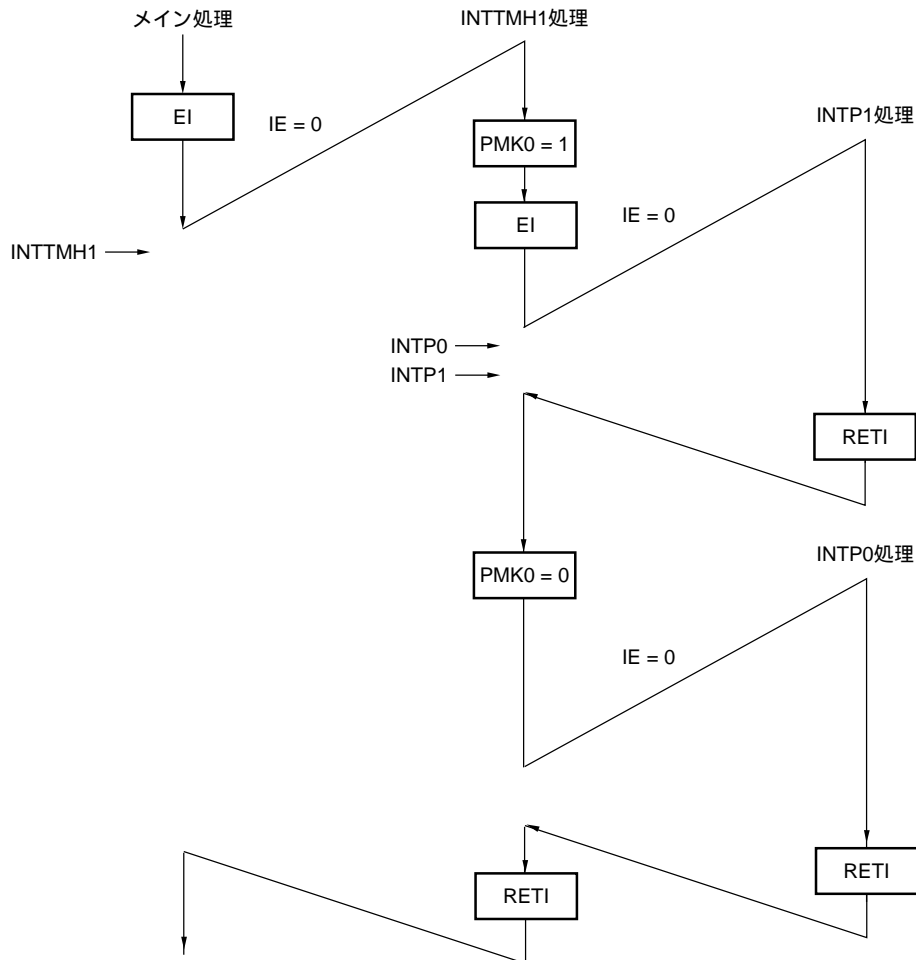 メイン処理
INTTMH1処理
EI
IE = 0
INTP1処理
PMK0 = 1
EI
IE = 0
INTTMH1
INTP0
INTP1
RETI
PMK0 = 0
INTP0処理
IE = 0
RETI
RETI